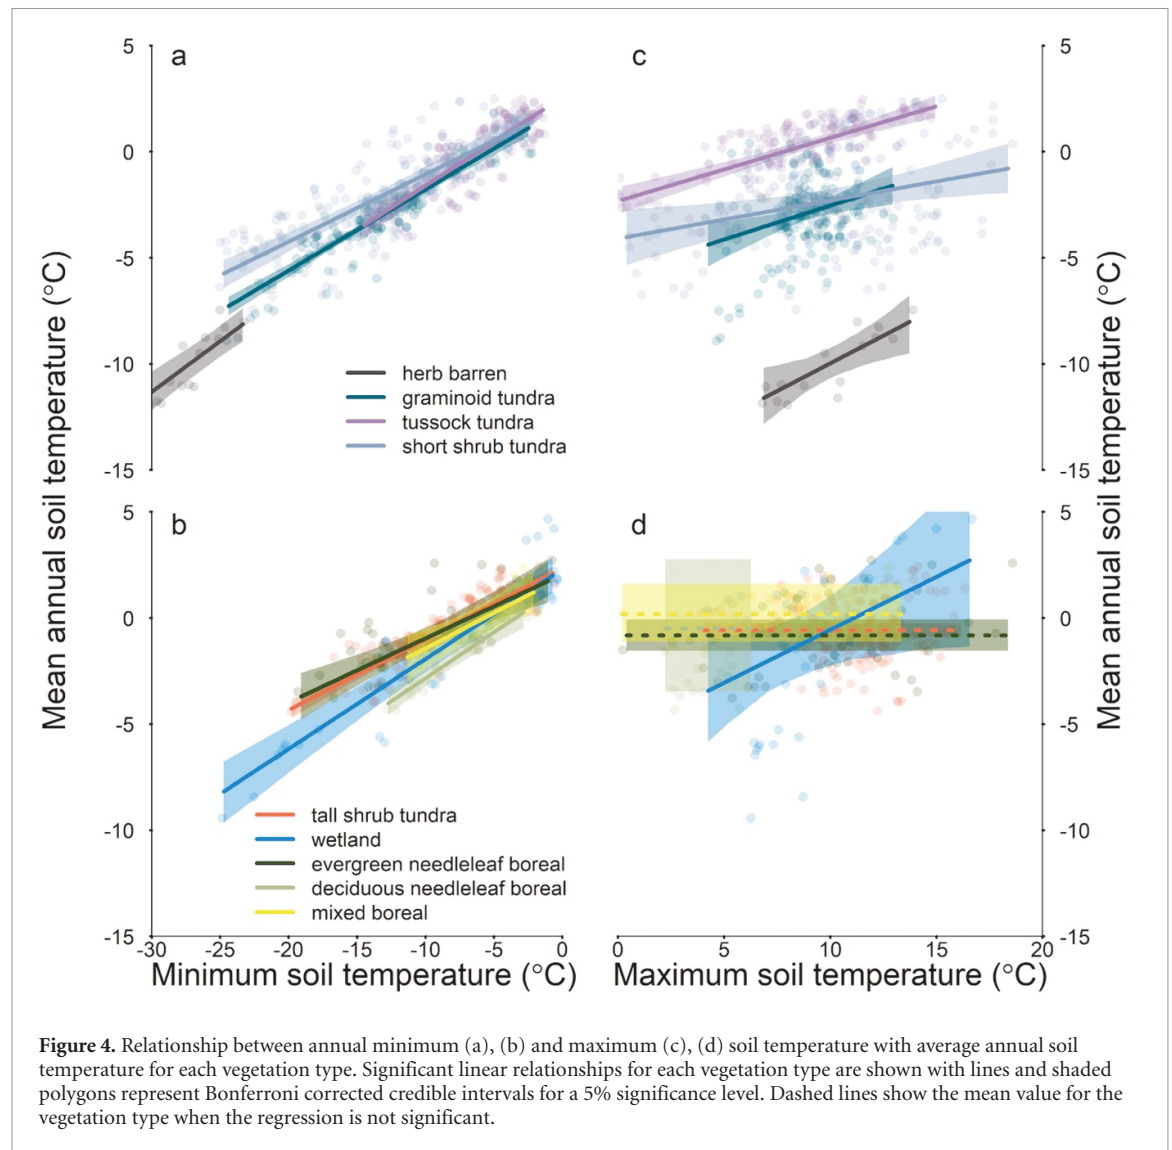 a
c
5
0
-5
-10
-15
5
0
-5
-10
-15
herb barren
graminoid tundra
tussock tundra
short shrub tundra
Mean annual soil temperature (°C)
Mean annual soil temperature (°C)
b
d
5
0
-5
-10
-15
5
0
-5
-10
-15
tall shrub tundra
wetland
evergreen needleleaf boreal
deciduous needleleaf boreal
mixed boreal
-30 -25 -20 -15 -10 -5 0
0 5 10 15 20
Minimum soil temperature (°C)
Maximum soil temperature (°C)
Figure 4. Relationship between annual minimum (a), (b) and maximum (c), (d) soil temperature with average annual soil
temperature for each vegetation type. Significant linear relationships for each vegetation type are shown with lines and shaded
polygons represent Bonferroni corrected credible intervals for a 5% significance level. Dashed lines show the mean value for the
vegetation type when the regression is not significant.